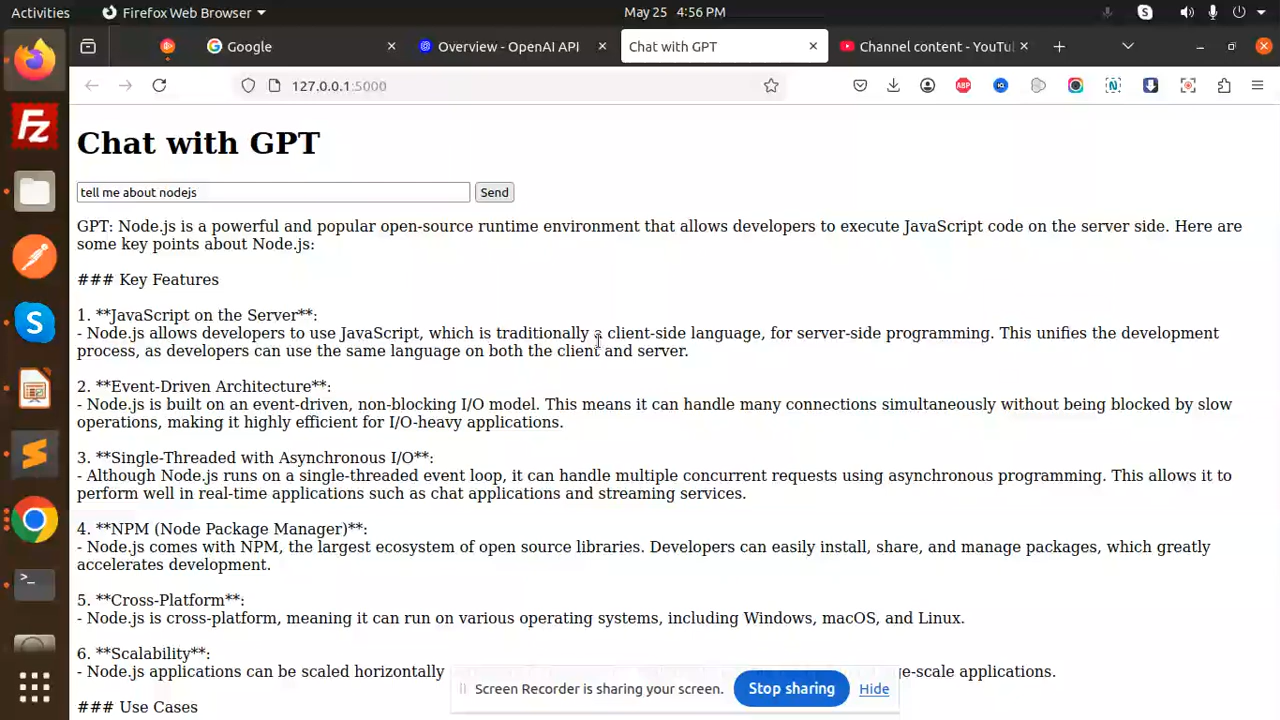 Activities
Firefox Web Browser
May 25 4:56 PM
Google
Overview - OpenAI API
Chat with GPT
Channel content - YouTu
127.0.0.1:5000
Chat with GPT
tell me about nodejs
Send
GPT: Node.js is a powerful and popular open-source runtime environment that allows developers to execute JavaScript code on the server side. Here are
some key points about Node.js:
### Key Features
1. **JavaScript on the Server**:
- Node.js allows developers to use JavaScript, which is traditionally a client-side language, for server-side programming. This unifies the development
process, as developers can use the same language on both the client and server.
2. **Event-Driven Architecture**:
- Node.js is built on an event-driven, non-blocking I/O model. This means it can handle many connections simultaneously without being blocked by slow
operations, making it highly efficient for I/O-heavy applications.
3. **Single-Threaded with Asynchronous I/O**:
- Although Node.js runs on a single-threaded event loop, it can handle multiple concurrent requests using asynchronous programming. This allows it to
perform well in real-time applications such as chat applications and streaming services.
4. **NPM (Node Package Manager)**:
- Node.js comes with NPM, the largest ecosystem of open source libraries. Developers can easily install, share, and manage packages, which greatly
accelerates development.
5. **Cross-Platform**:
- Node.js is cross-platform, meaning it can run on various operating systems, including Windows, macOS, and Linux.
6. **Scalability**:
- Node.js applications can be scaled horizontally ge-scale applications.
Screen Recorder is sharing your screen.
Stop sharing
Hide
### Use Cases